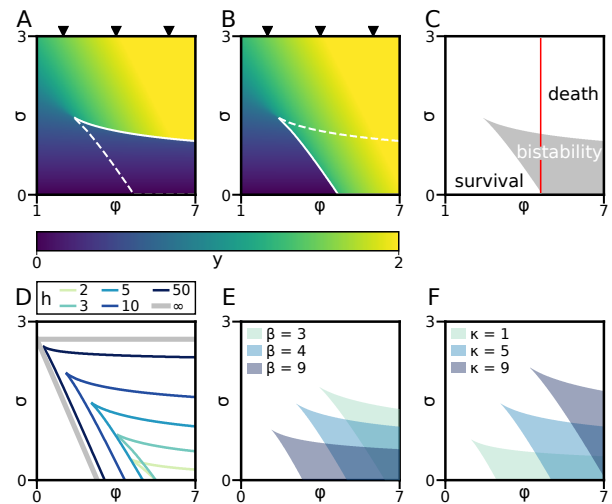 A
B
C
3
3
3
σ
σ
σ
death
bistability
survival
0
0
0
1
φ
7
1
φ
7
1
φ
7
0
y
2
D
h
2
5
50
3
10
∞
E
F
3
3
3
β = 3
β = 4
β = 9
κ = 1
κ = 5
κ = 9
σ
σ
σ
0
0
0
0
φ
7
0
φ
7
0
φ
7